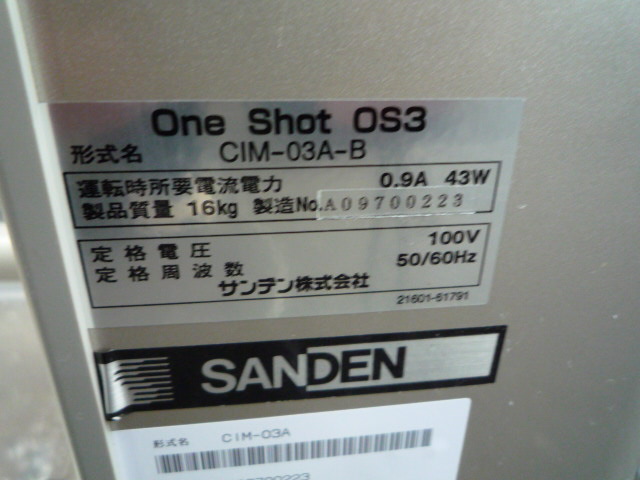 One Shot OS3
形式名 CIM-03A-B
運転時所要電流電力 0.9A 43W
製品質量 16kg 製造No. A09700223
定格電圧 100V
定格周波数 50/60Hz
サンデン株式会社
21601-61791
SANDEN
形式名 CIM-03A